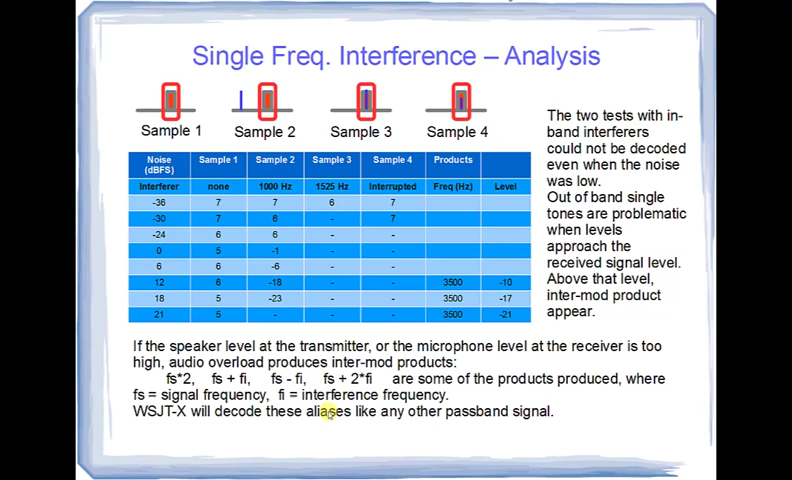 Single Freq. Interference – Analysis
Sample 1 Sample 2 Sample 3 Sample 4
The two tests with in-
band interferers
could not be decoded
even when the noise
was low.
Out of band single
tones are problematic
when levels
approach the
received signal level.
Above that level,
inter-mod product
appear.
Noise (dBFS) Sample 1 Sample 2 Sample 3 Sample 4 Products
Interferer none 1000 Hz 1525 Hz Interrupted Freq (Hz) Level
-36 7 7 6 7
-30 7 6 - 7
-24 6 6 - -
0 5 -1 - -
6 6 -6 - -
12 6 -18 - - 3500 -10
18 5 -23 - - 3500 -17
21 5 - - - 3500 -21
If the speaker level at the transmitter, or the microphone level at the receiver is too
high, audio overload produces inter-mod products:
fs*2, fs + fi, fs - fi, fs + 2*fi are some of the products produced, where
fs = signal frequency, fi = interference frequency.
WSJT-X will decode these aliases like any other passband signal.